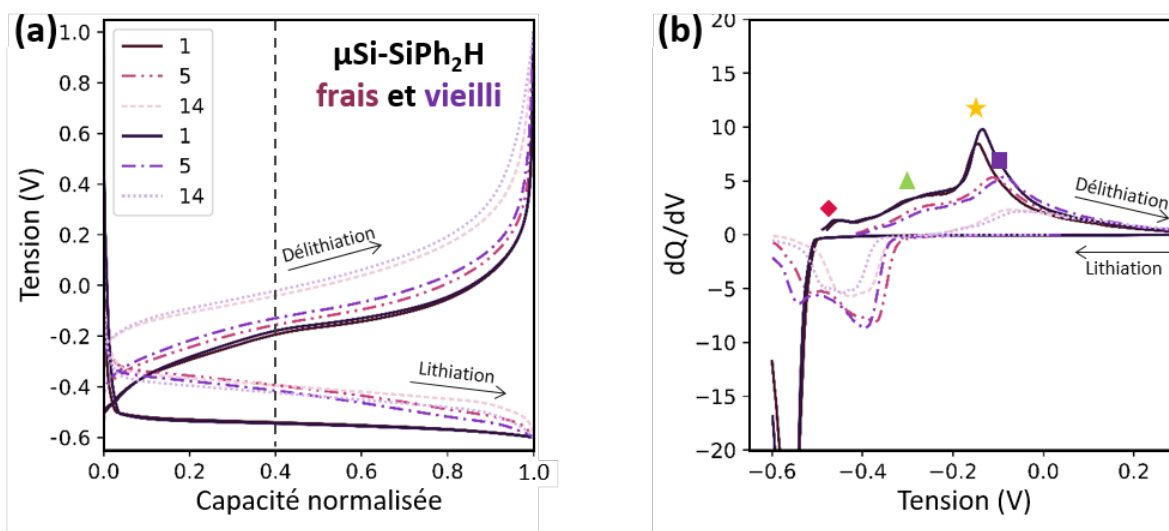 (a)
1.0
0.8
0.6
0.4
0.2
0.0
-0.2
-0.4
-0.6
Tension (V)
1
5
14
1
5
14
µSi-SiPh₂H
frais et vieilli
Délithiation
Lithiation
0.0 0.2 0.4 0.6 0.8 1.0
Capacité normalisée
(b)
20
15
10
5
0
−5
−10
−15
−20
dQ/dV
Délithiation
Lithiation
−0.6 −0.4 −0.2 0.0 0.2
Tension (V)